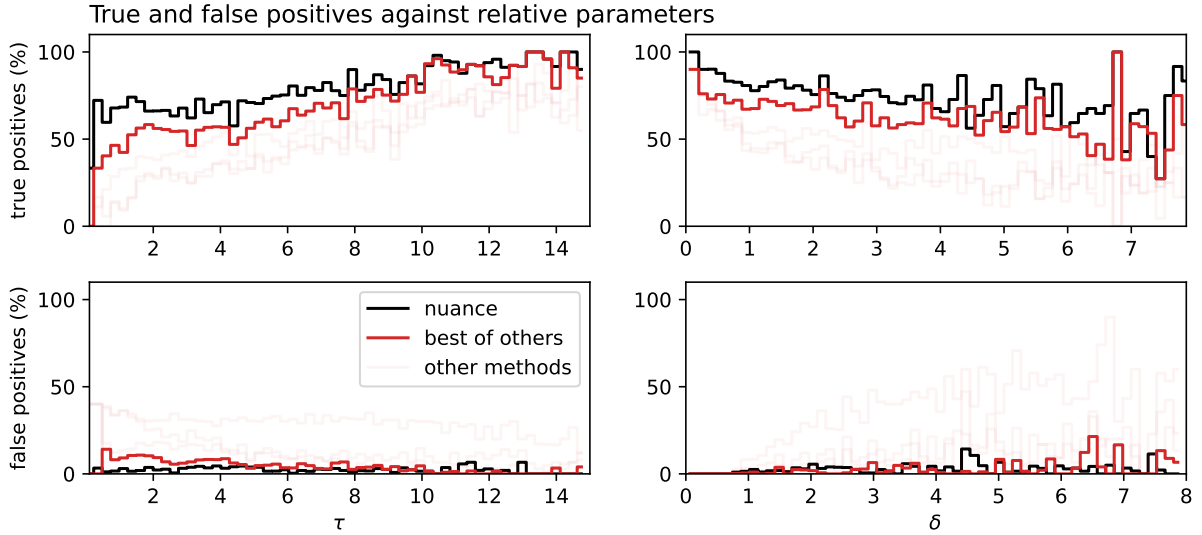 True and false positives against relative parameters
true positives (%)
100
50
0
2 4 6 8 10 12 14
100
50
0
0 1 2 3 4 5 6 7
false positives (%)
100
50
0
nuance
best of others
other methods
2 4 6 8 10 12 14
τ
100
50
0
0 1 2 3 4 5 6 7 8
δ